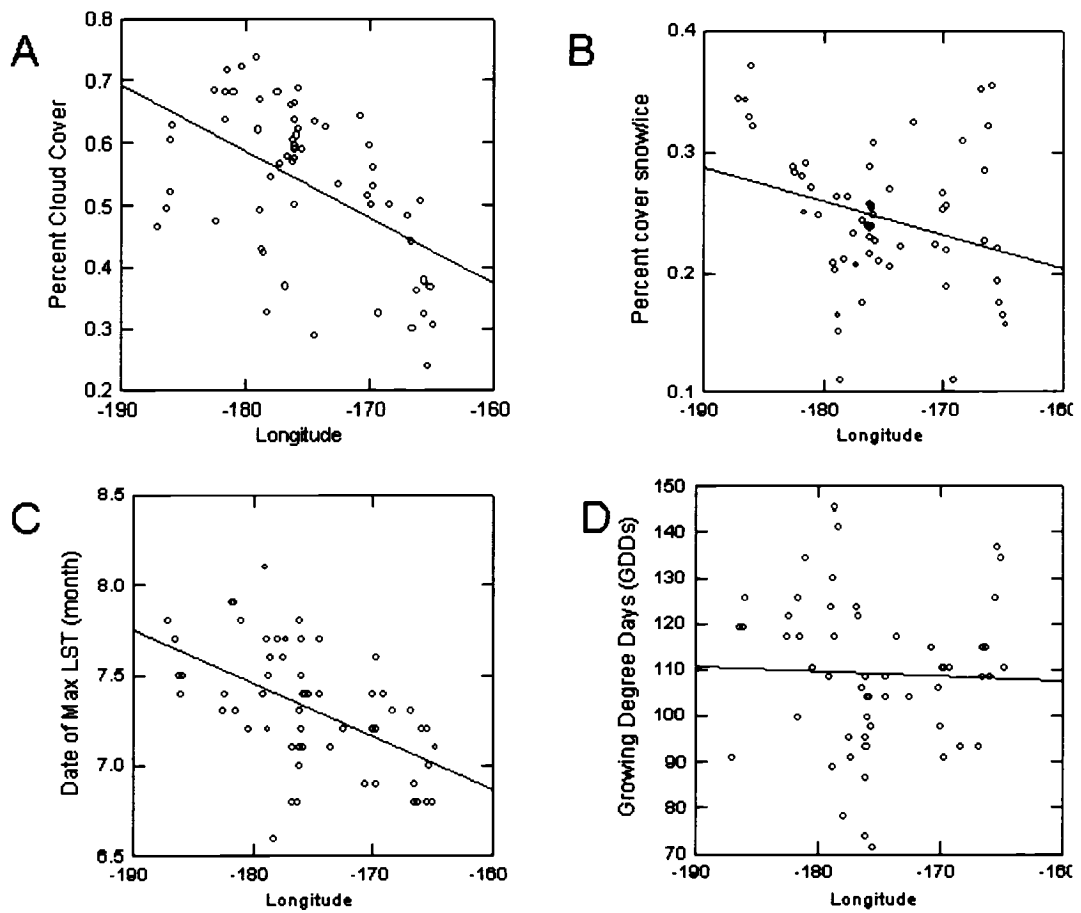 A
Percent Cloud Cover
0.8
0.7
0.6
0.5
0.4
0.3
0.2
-190 -180 -170 -160
Longitude
B
Percent cover snow/ice
0.4
0.3
0.2
0.1
-190 -180 -170 -160
Longitude
C
Date of Max LST (month)
8.5
8.0
7.5
7.0
6.5
-190 -180 -170 -160
Longitude
D
Growing Degree Days (GDDs)
150
140
130
120
110
100
90
80
70
-190 -180 -170 -160
Longitude